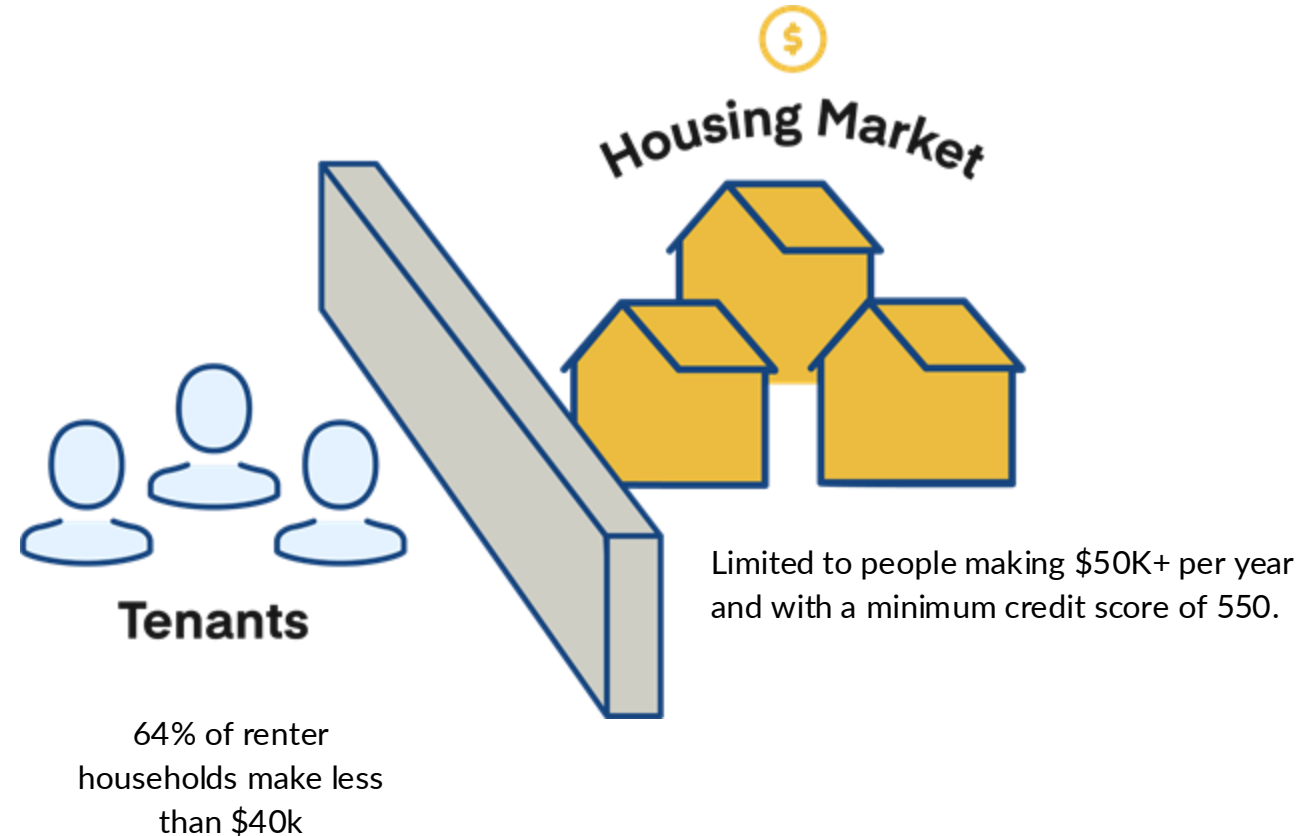 $
Housing Market
Tenants
Limited to people making $50K+ per year
and with a minimum credit score of 550.
64% of renter
households make less
than $40k